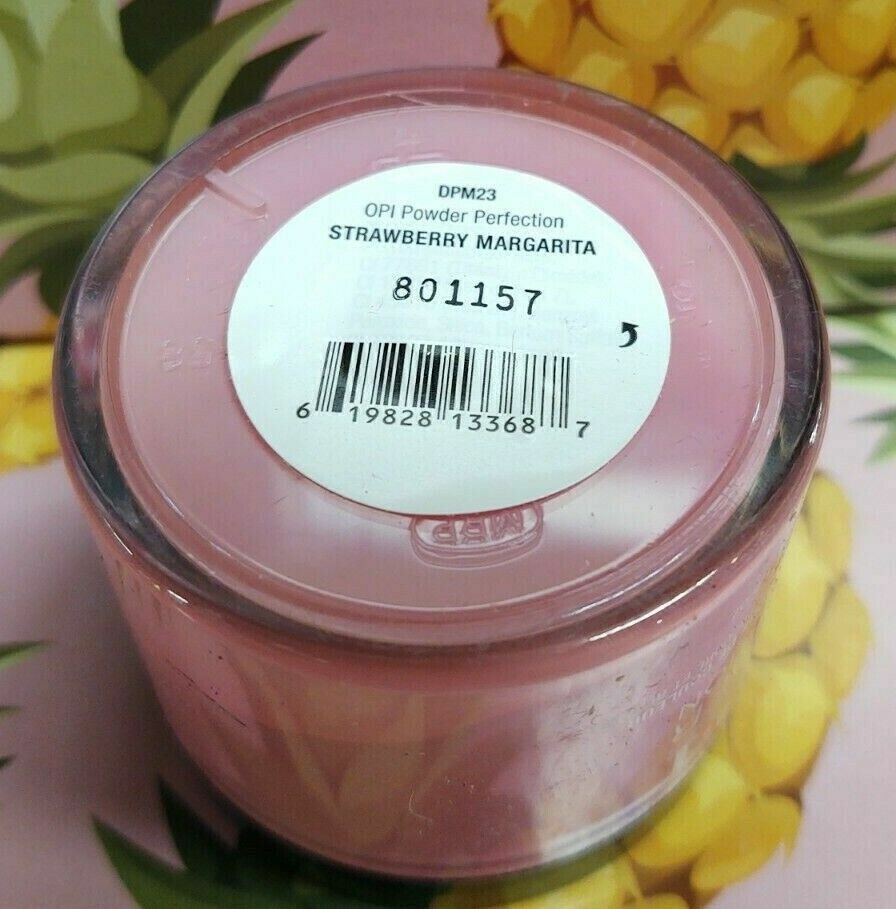 DPM23
OPI Powder Perfection
STRAWBERRY MARGARITA
801157
6 19828 13368 7